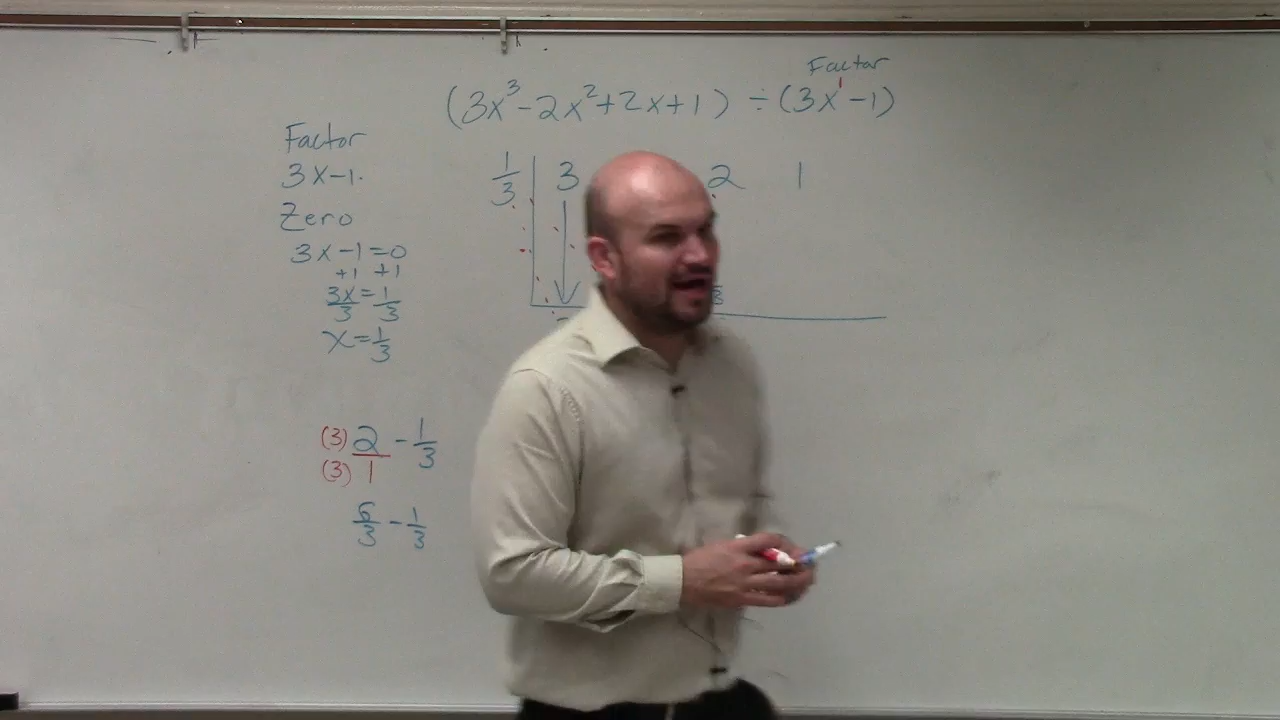 Factor
(3x³-2x²+2x+1) ÷ (3x¹-1)
Factor
3x-1.
1/3 3 2 1
Zero
3x-1=0
+1 +1
3x/3=1/3
x=1/3
(3)2/(3)1 - 1/3
6/3 - 1/3